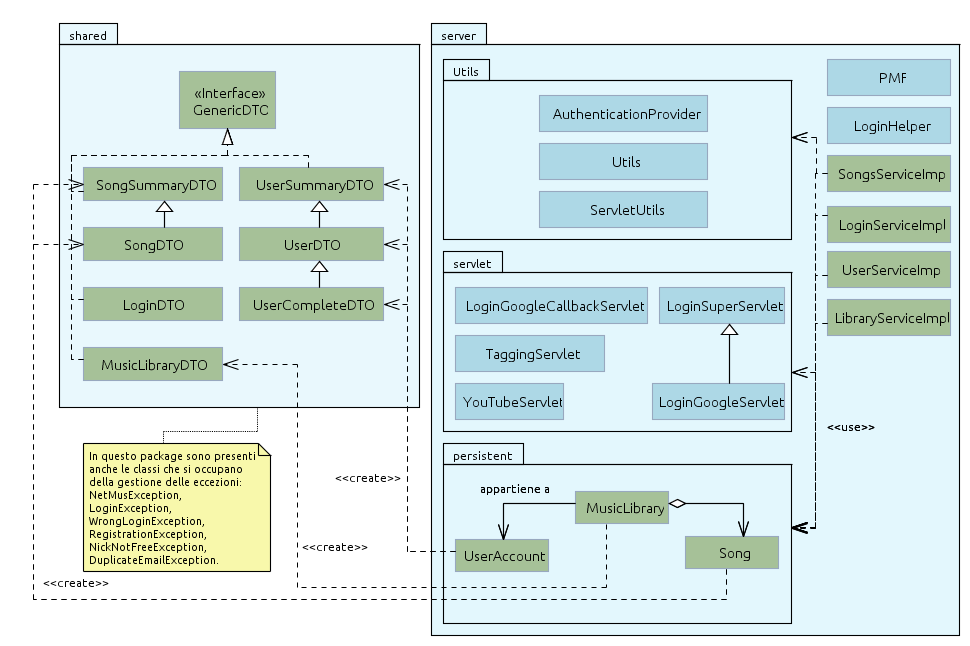 shared
«Interface»
GenericDTO
SongSummaryDTO
UserSummaryDTO
SongDTO
UserDTO
LoginDTO
UserCompleteDTO
MusicLibraryDTO
In questo package sono presenti
anche le classi che si occupano
della gestione delle eccezioni:
NetMusException,
LoginException,
WrongLoginException,
RegistrationException,
NickNotFreeException,
DuplicateEmailException.
<<create>>
<<create>>
<<create>>
server
Utils
AuthenticationProvider
Utils
ServletUtils
servlet
LoginGoogleCallbackServlet
LoginSuperServlet
TaggingServlet
YouTubeServlet
LoginGoogleServlet
persistent
appartiene a
MusicLibrary
UserAccount
Song
PMF
LoginHelper
SongsServiceImp
LoginServiceImpl
UserServiceImp
LibraryServiceImpl
<<use>>